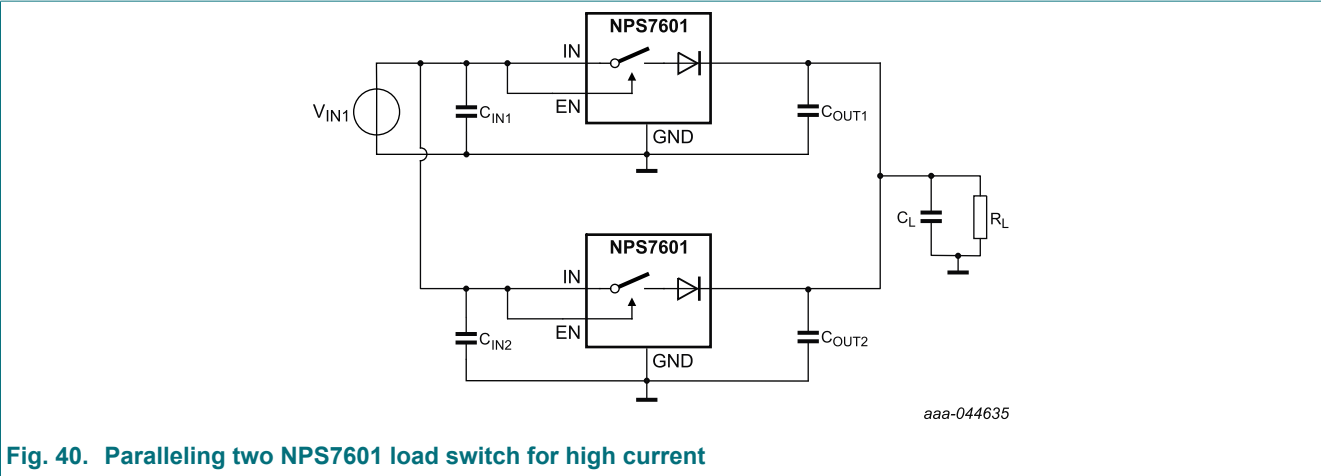 NPS7601
IN
EN
GND
V_IN1
C_IN1
C_OUT1
C_L
R_L
NPS7601
IN
EN
GND
C_IN2
C_OUT2
aaa-044635
Fig. 40. Paralleling two NPS7601 load switch for high current